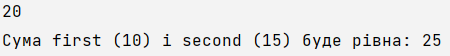 20
Сума first (10) і second (15) буде рівна: 25